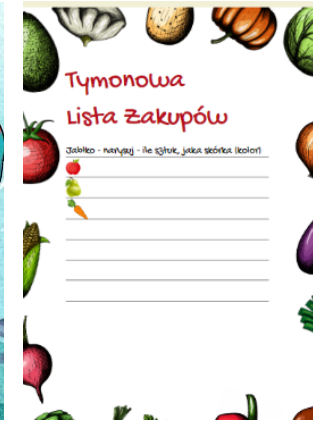 Tymonowa
Lista Zakupów
Jabłko - narysuj - ile sztuk, jaka skórka (kolor)